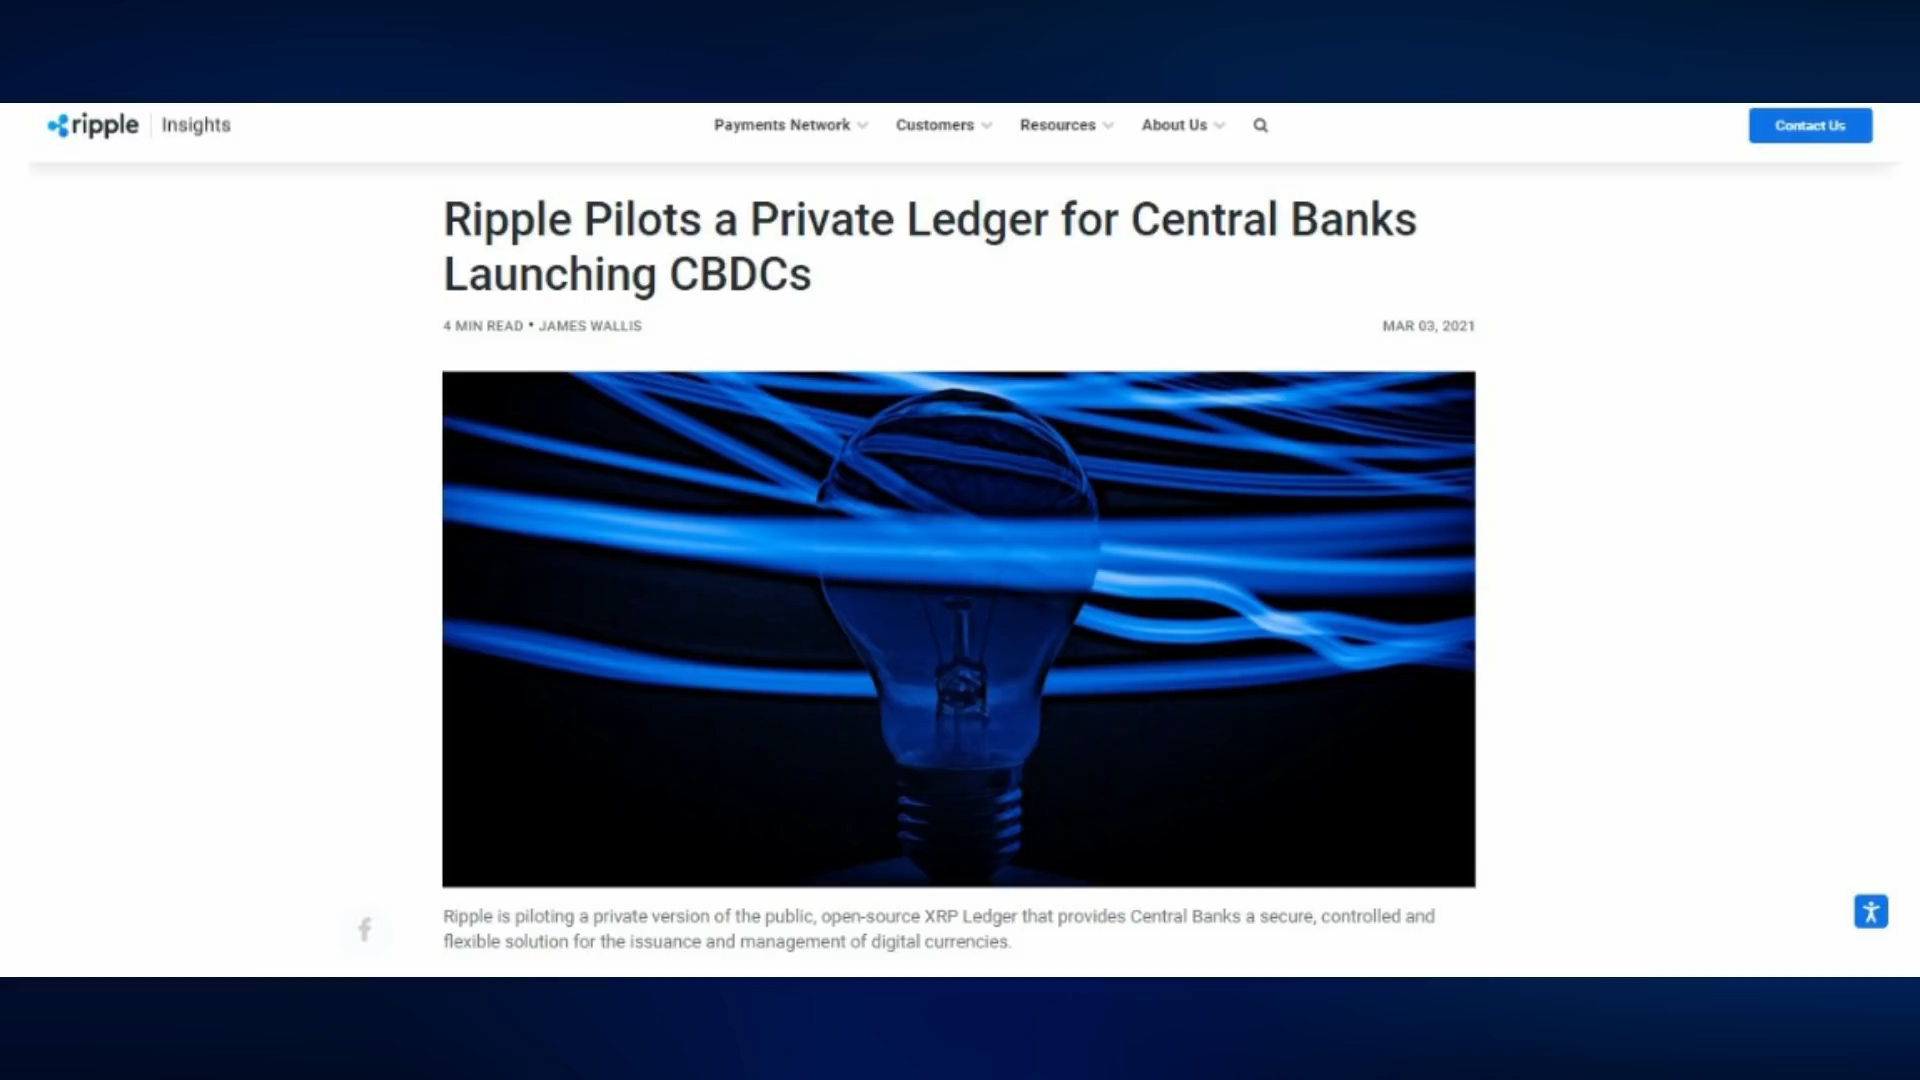 ripple Insights
Payments Network Customers Resources About Us
Contact Us
Ripple Pilots a Private Ledger for Central Banks
Launching CBDCs
4 MIN READ • JAMES WALLIS
MAR 03, 2021
Ripple is piloting a private version of the public, open-source XRP Ledger that provides Central Banks a secure, controlled and
flexible solution for the issuance and management of digital currencies.